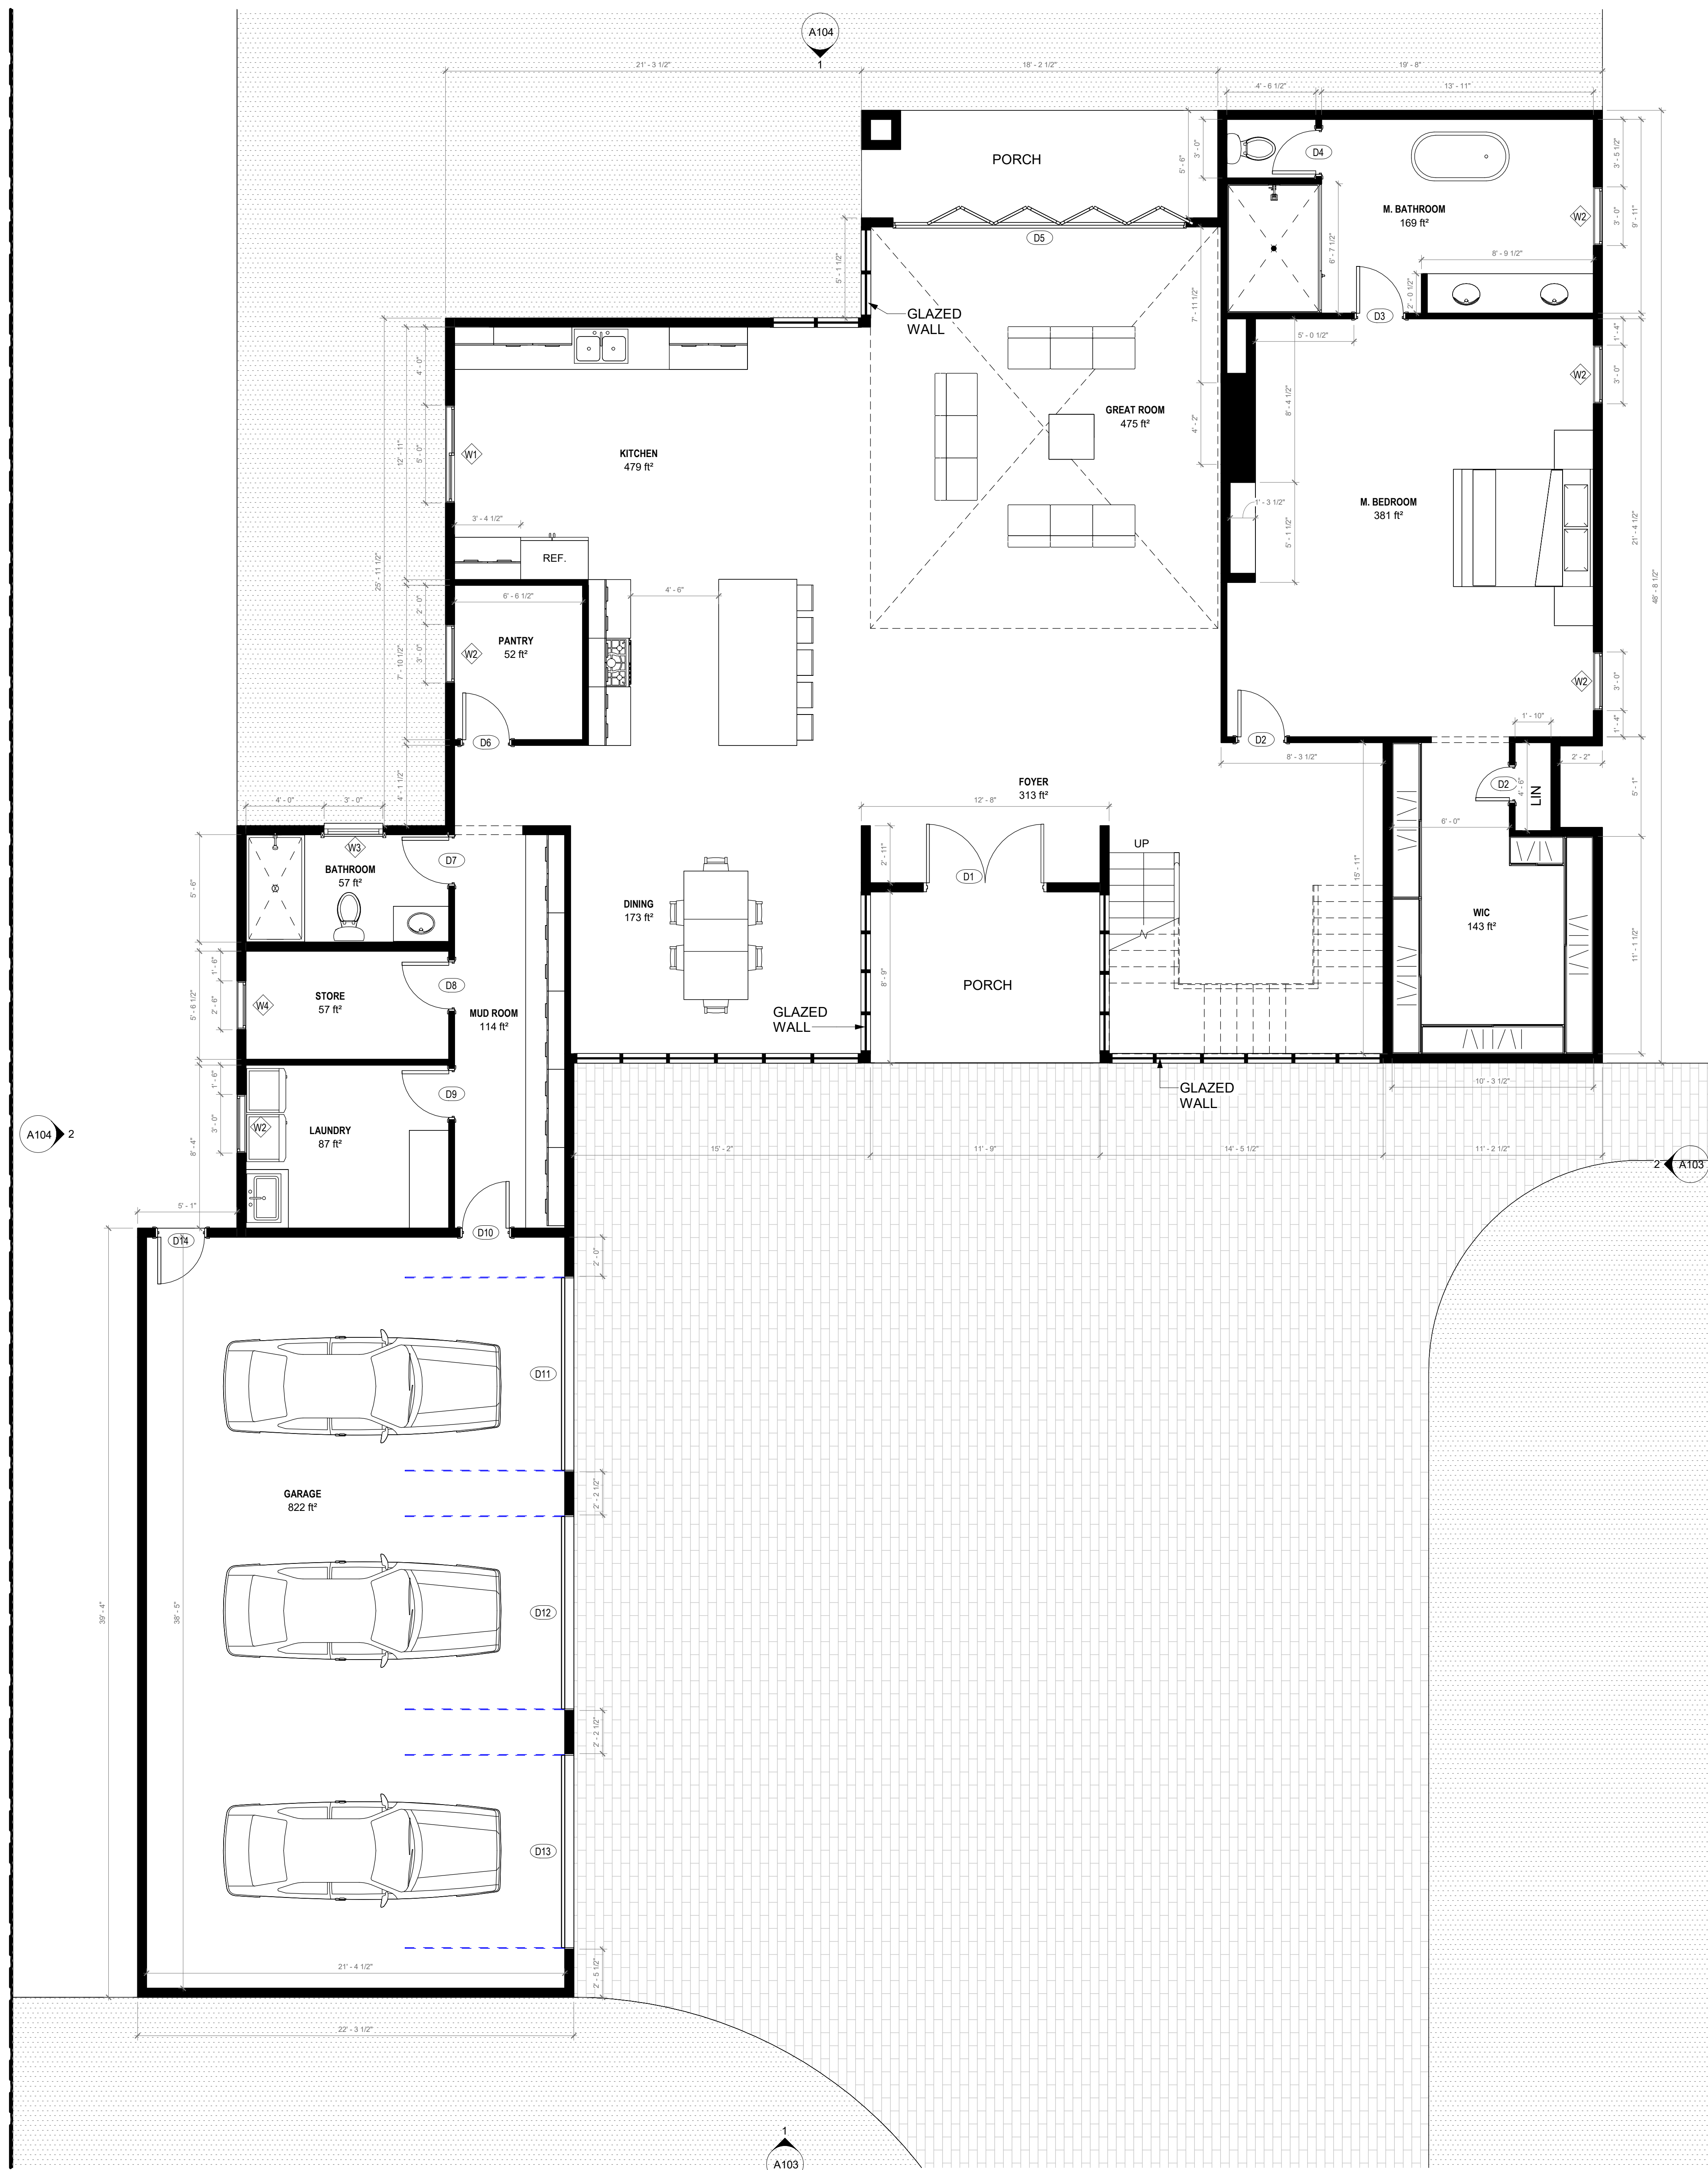 A104
1
21' - 3 1/2"
18' - 2 1/2"
19' - 8"
4' - 6 1/2"
13' - 11"
PORCH
5' - 6"
3' - 0"
D4
3' - 5 1/2"
M. BATHROOM
169 ft²
W2
3' - 0"
9' - 11"
D5
5' - 1 1/2"
6' - 7 1/2"
8' - 9 1/2"
2' - 0 1/2"
7' - 11 1/2"
GLAZED
WALL
D3
5' - 0 1/2"
1' - 4"
W2
3' - 0"
4' - 0"
8' - 4 1/2"
GREAT ROOM
475 ft²
4' - 2"
KITCHEN
479 ft²
W1
5' - 0"
12' - 11"
M. BEDROOM
381 ft²
1' - 3 1/2"
5' - 1 1/2"
21' - 4 1/2"
3' - 4 1/2"
REF.
25' - 11 1/2"
48' - 8 1/2"
6' - 6 1/2"
4' - 6"
2' - 0"
PANTRY
52 ft²
W2
3' - 0"
7' - 10 1/2"
W2
3' - 0"
1' - 4"
1' - 10"
D6
D2
8' - 3 1/2"
2' - 2"
4' - 1 1/2"
FOYER
313 ft²
D2
4' - 6"
LIN
5' - 1"
4' - 0"
3' - 0"
12' - 8"
6' - 0"
W3
D7
2' - 11"
UP
15' - 11"
BATHROOM
57 ft²
5' - 6"
D1
DINING
173 ft²
WIC
143 ft²
11' - 1 1/2"
1' - 6"
D8
STORE
57 ft²
W4
2' - 6"
5' - 6 1/2"
MUD ROOM
114 ft²
8' - 9"
PORCH
GLAZED
WALL
1' - 6"
D9
GLAZED
WALL
10' - 3 1/2"
W2
3' - 0"
8' - 4"
LAUNDRY
87 ft²
A104
2
15' - 2"
11' - 9"
14' - 5 1/2"
11' - 2 1/2"
2
A103
5' - 1"
D14
D10
2' - 0"
D11
GARAGE
822 ft²
2' - 2 1/2"
39' - 4"
38' - 5"
D12
2' - 2 1/2"
D13
21' - 4 1/2"
2' - 5 1/2"
22' - 3 1/2"
1
A103